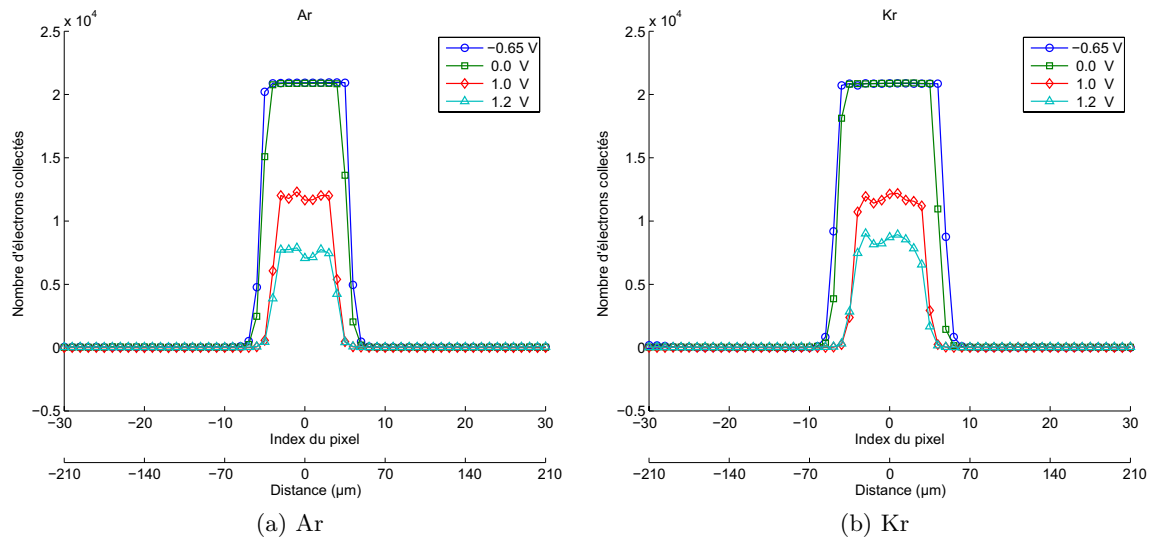 Ar
x 10⁴
2.5
2
1.5
1
0.5
0
−0.5
Nombre d'électrons collectés
−0.65 V
0.0 V
1.0 V
1.2 V
−30 −20 −10 0 10 20 30
Index du pixel
−210 −140 −70 0 70 140 210
Distance (µm)
(a) Ar
Kr
x 10⁴
2.5
2
1.5
1
0.5
0
−0.5
Nombre d'électrons collectés
−0.65 V
0.0 V
1.0 V
1.2 V
−30 −20 −10 0 10 20 30
Index du pixel
−210 −140 −70 0 70 140 210
Distance (µm)
(b) Kr